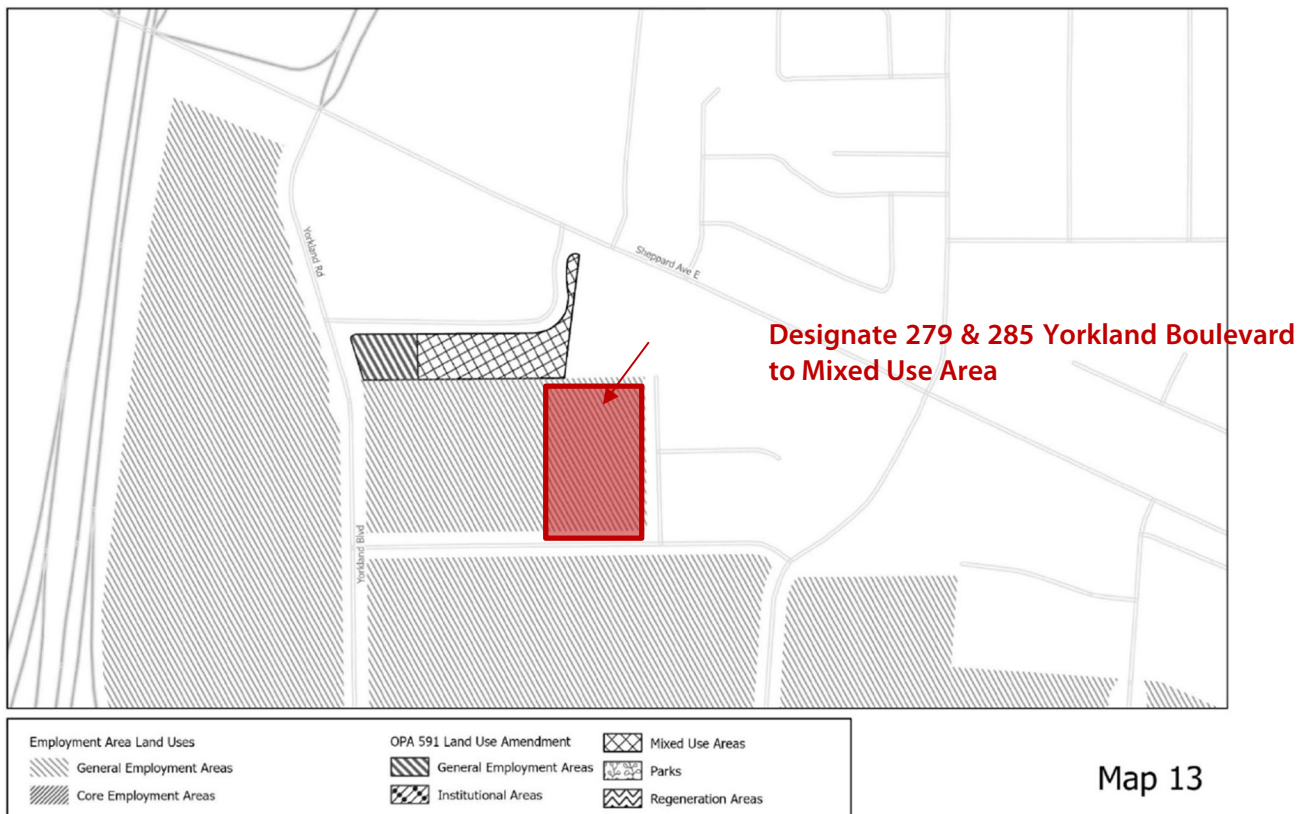 Yorkland Rd
Sheppard Ave E
Designate 279 & 285 Yorkland Boulevard
to Mixed Use Area
Yorkland Blvd
Employment Area Land Uses
General Employment Areas
Core Employment Areas
OPA 591 Land Use Amendment
General Employment Areas
Institutional Areas
Mixed Use Areas
Parks
Regeneration Areas
Map 13